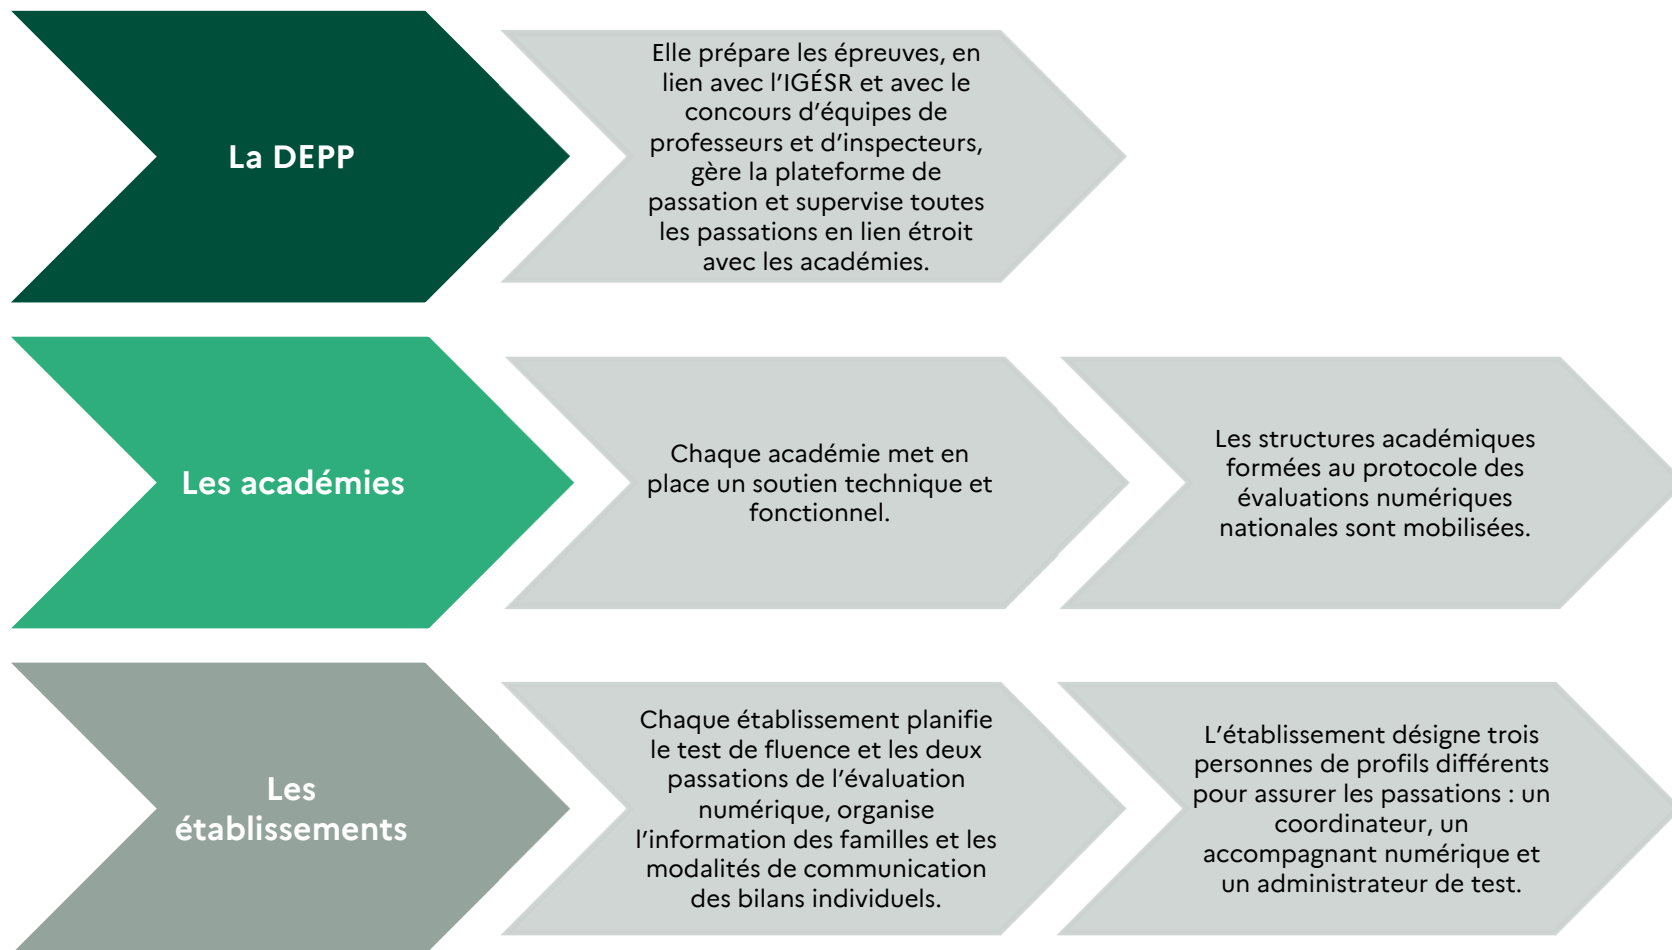 La DEPP
Elle prépare les épreuves, en
lien avec l'IGÉSR et avec le
concours d'équipes de
professeurs et d'inspecteurs,
gère la plateforme de
passation et supervise toutes
les passations en lien étroit
avec les académies.
Les académies
Chaque académie met en
place un soutien technique et
fonctionnel.
Les structures académiques
formées au protocole des
évaluations numériques
nationales sont mobilisées.
Les
établissements
Chaque établissement planifie
le test de fluence et les deux
passations de l'évaluation
numérique, organise
l'information des familles et les
modalités de communication
des bilans individuels.
L'établissement désigne trois
personnes de profils différents
pour assurer les passations : un
coordinateur, un
accompagnant numérique et
un administrateur de test.